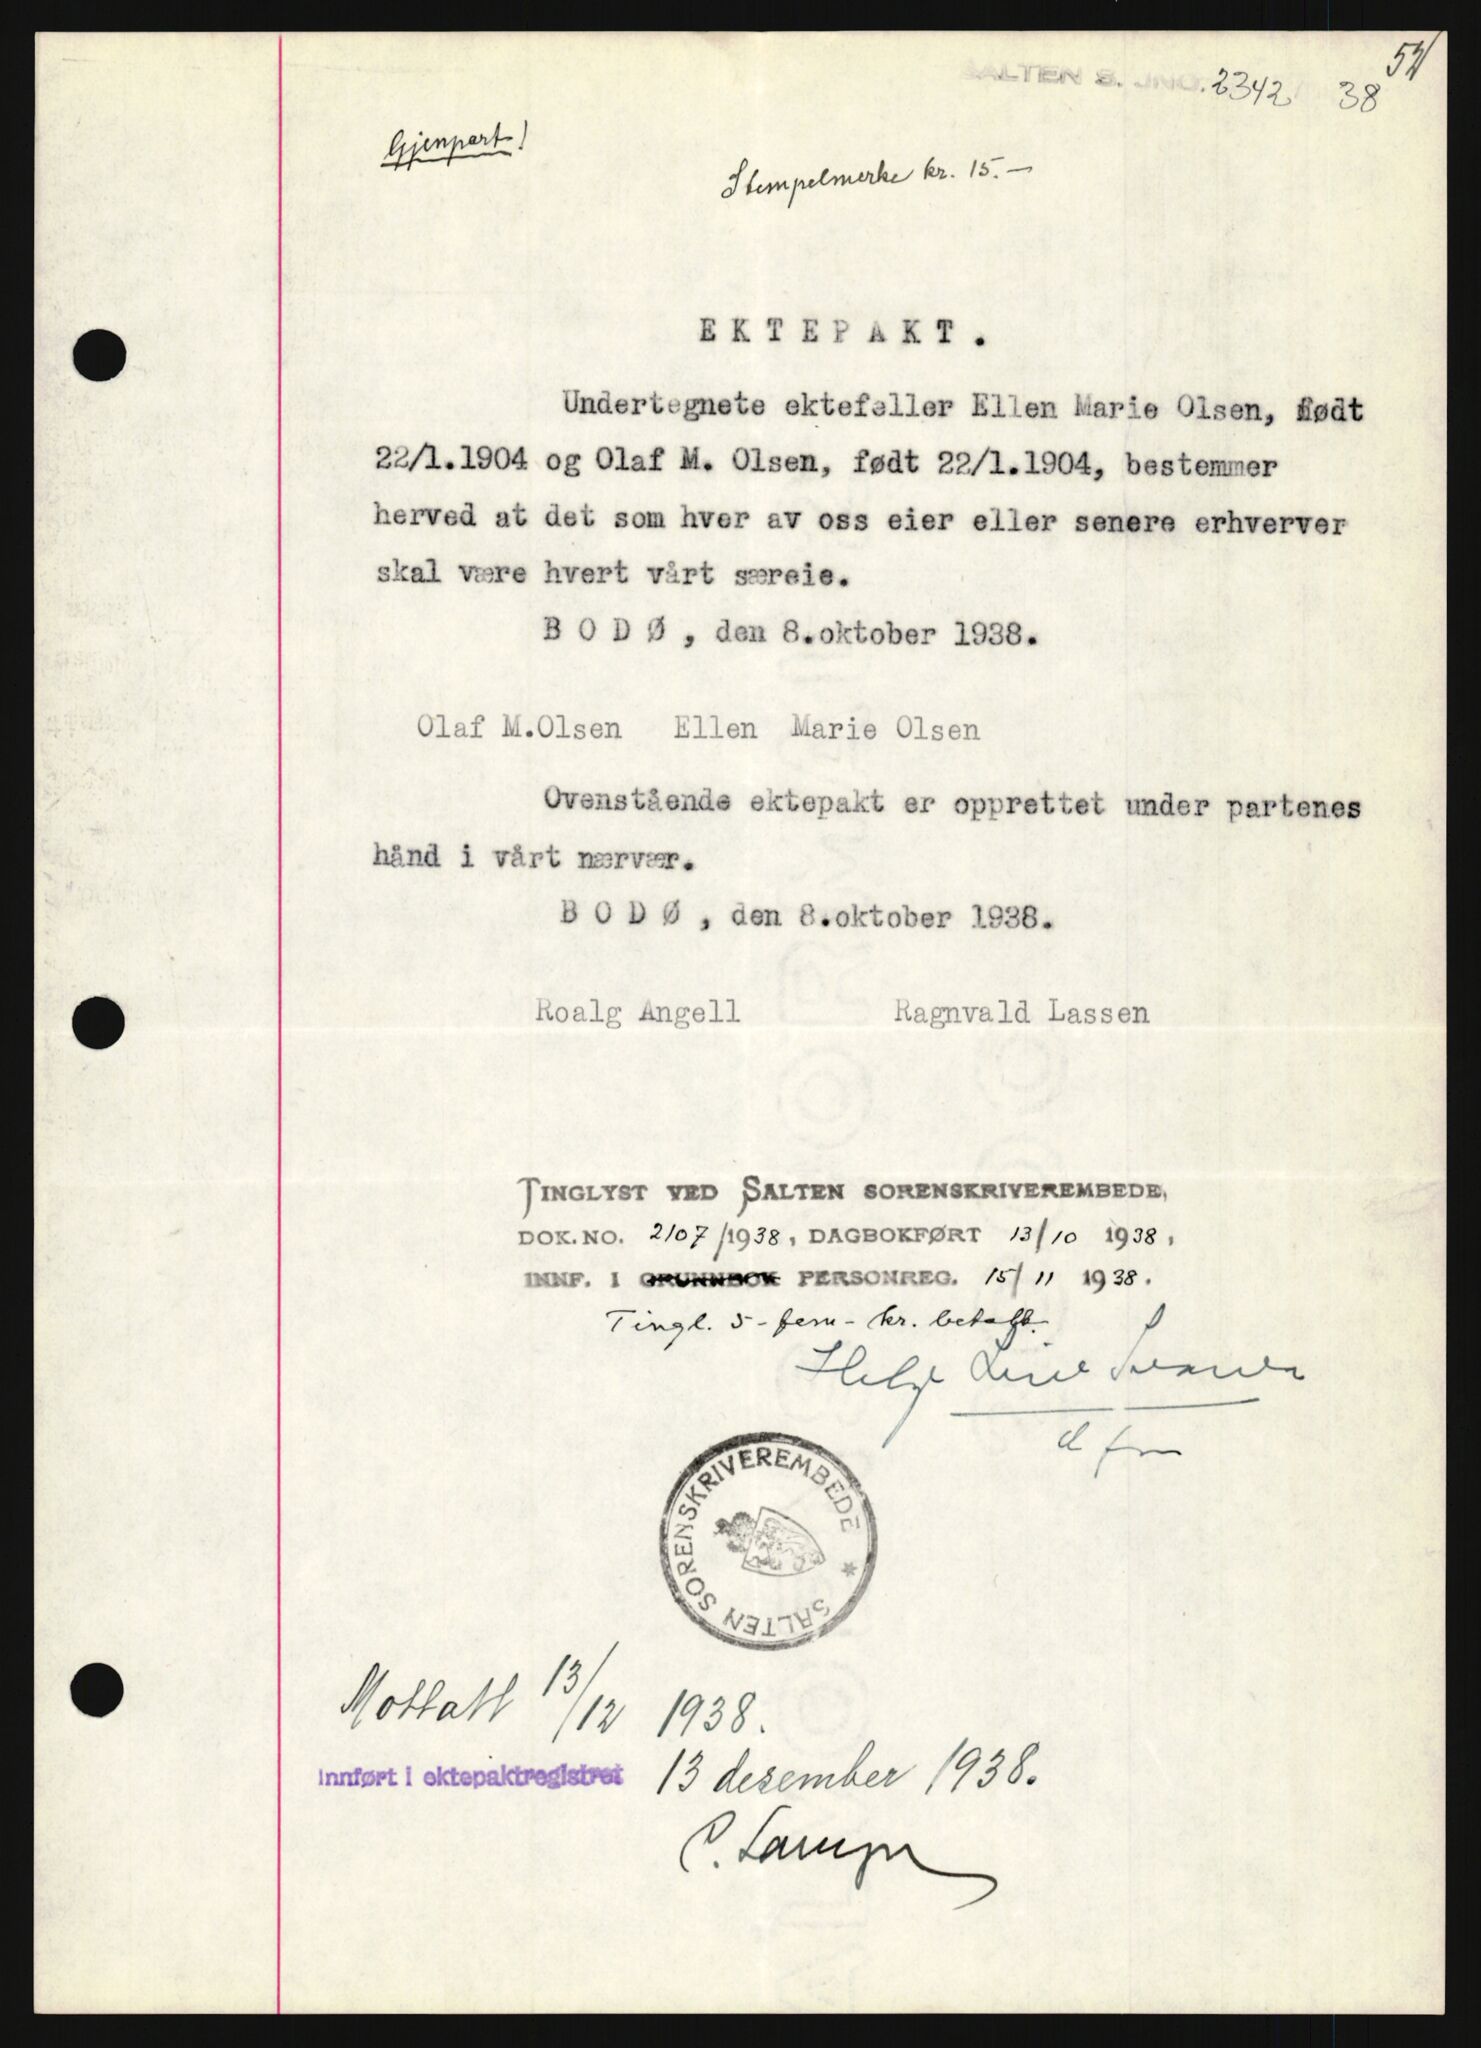 52
SALTEN S. JNO. 2342 38
Gjenpart!
Stempelmerke kr. 15.-
EKTEPAKT.
Undertegnete ektefeller Ellen Marie Olsen, født
22/1.1904 og Olaf M. Olsen, født 22/1.1904, bestemmer
herved at det som hver av oss eier eller senere erhverver
skal være hvert vårt særeie.
BODØ, den 8.oktober 1938.
Olaf M.Olsen Ellen Marie Olsen
Ovenstående ektepakt er opprettet under partenes
hånd i vårt nærvær.
BODØ, den 8.oktober 1938.
Roalg Angell Ragnvald Lassen
TINGLYST VED SALTEN SORENSKRIVEREMBEDE,
DOK. NO. 2107/1938, DAGBOKFØRT 13/10 1938,
INNF. I GRUNNBOK PERSONREG. 15/11 1938.
Tingl. 5 - fem - kr. betalt.
Helge
d fm
SALTEN SORENSKRIVEREMBEDE *
Mottatt 13/12 1938.
Innført i ektepaktregistret 13 desember 1938.